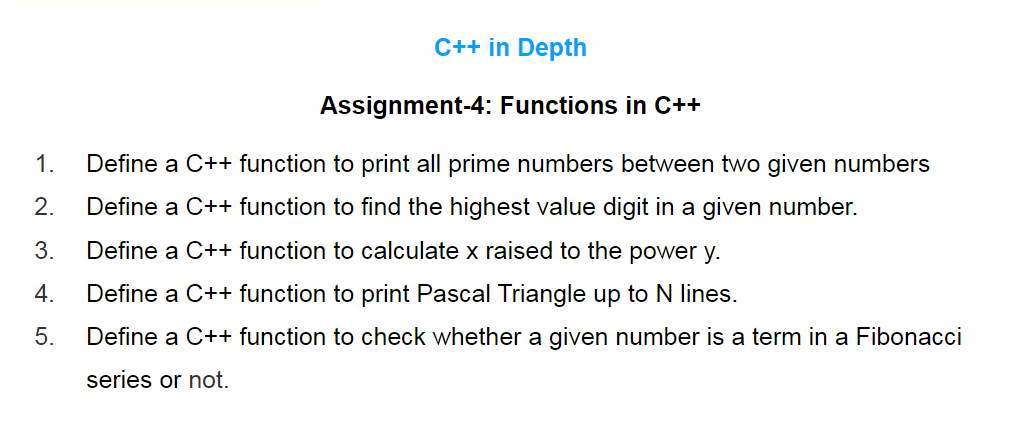 C++ in Depth
Assignment-4: Functions in C++
1. Define a C++ function to print all prime numbers between two given numbers
2. Define a C++ function to find the highest value digit in a given number.
3. Define a C++ function to calculate x raised to the power y.
4. Define a C++ function to print Pascal Triangle up to N lines.
5. Define a C++ function to check whether a given number is a term in a Fibonacci
series or not.